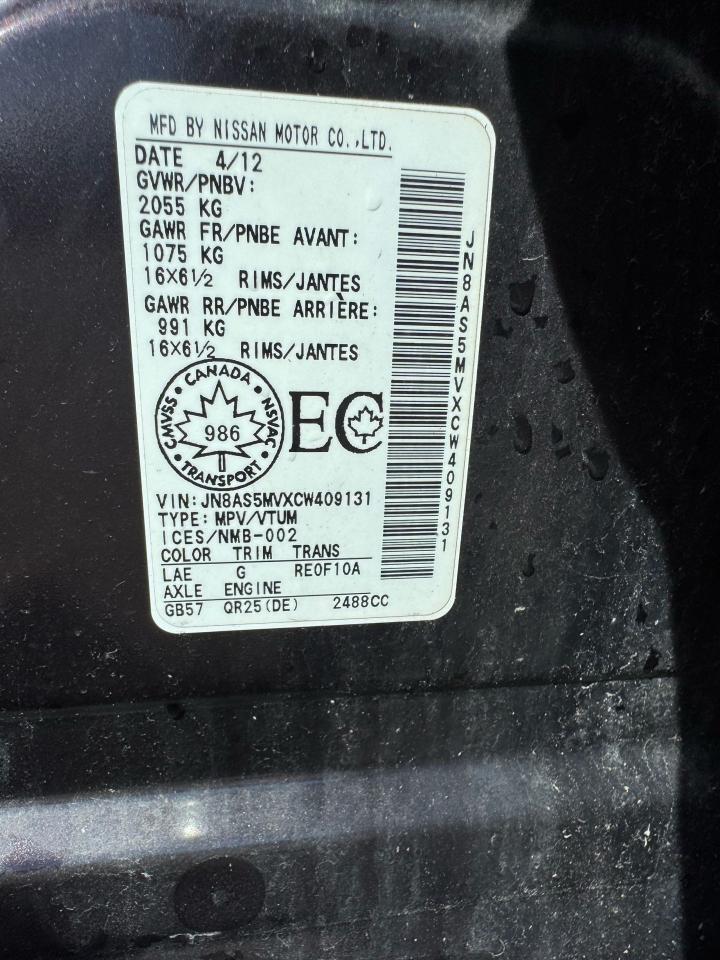 MFD BY NISSAN MOTOR CO.,LTD.
DATE 4/12
GVWR/PNBV:
2055 KG
GAWR FR/PNBE AVANT:
1075 KG
16X6½ RIMS/JANTES
GAWR RR/PNBE ARRIÈRE:
991 KG
16X6½ RIMS/JANTES
CANADA
CMVSS
986
NSVAC
TRANSPORT
EC
VIN:JN8AS5MVXCW409131
TYPE:MPV/VTUM
ICES/NMB-002
COLOR TRIM TRANS
LAE G RE0F10A
AXLE ENGINE
GB57 QR25(DE) 2488CC
JN8AS5MVXCW409131